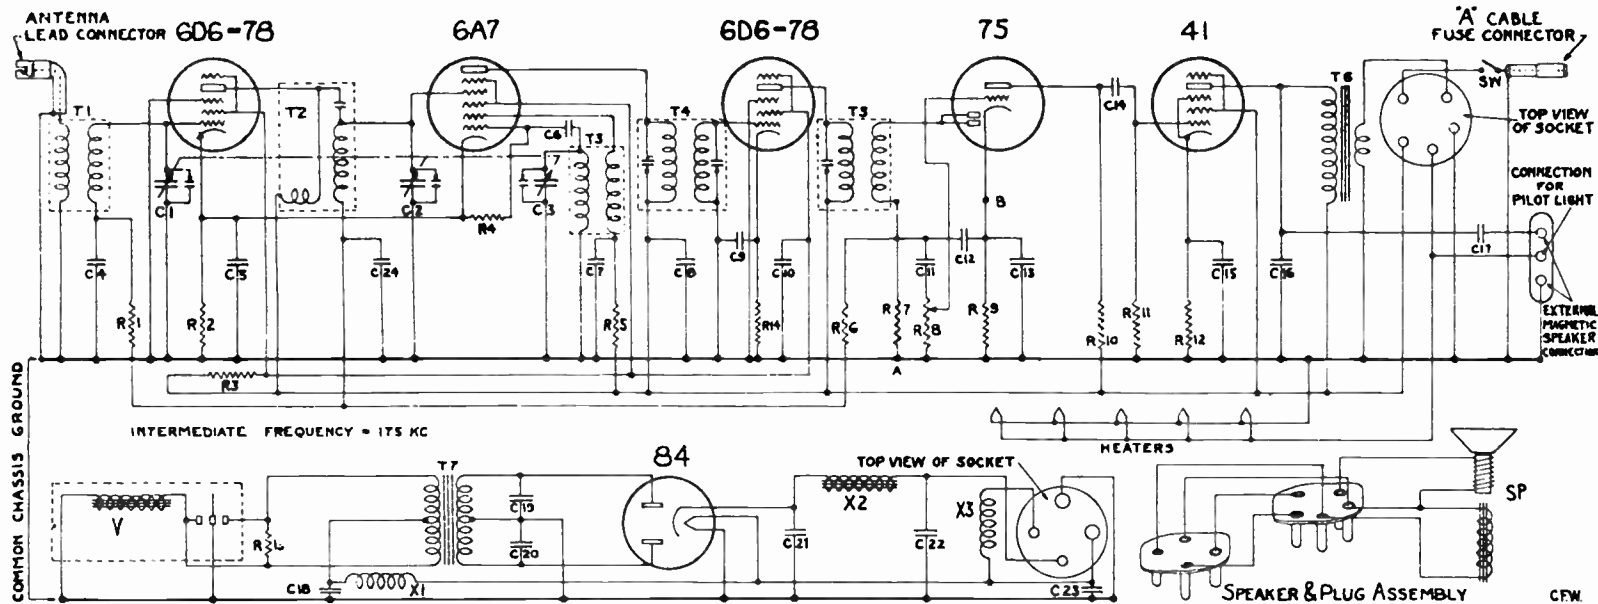 ANTENNA
LEAD CONNECTOR
6D6-78
6A7
6D6-78
75
41
"A" CABLE
FUSE CONNECTOR
SW
T1
T2
T3
T4
T5
T6
TOP VIEW
OF SOCKET
CONNECTION
FOR
PILOT LIGHT
C1
C2
C3
C6
7
7
C14
R4
B
C4
C5
C24
C7
C8
C9
C10
C11
C12
C13
C15
C16
C17
R1
R2
R5
R14
R6
R7
R8
R9
R10
R11
R12
EXTERNAL
MAGNETIC
SPEAKER
CONNECTION
R3
A
COMMON CHASSIS GROUND
INTERMEDIATE FREQUENCY = 175 KC
HEATERS
V
T7
84
TOP VIEW OF SOCKET
X2
X3
SP
C19
C20
C21
C22
C18
X1
C23
SPEAKER & PLUG ASSEMBLY
C.F.W.